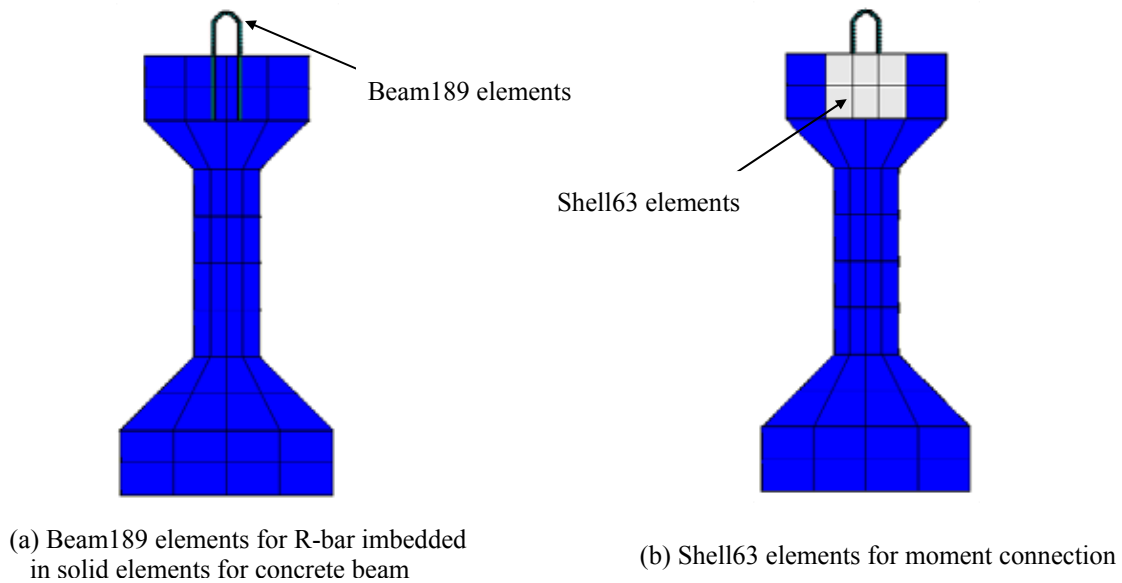 Beam189 elements
Shell63 elements
(a) Beam189 elements for R-bar imbedded
in solid elements for concrete beam
(b) Shell63 elements for moment connection